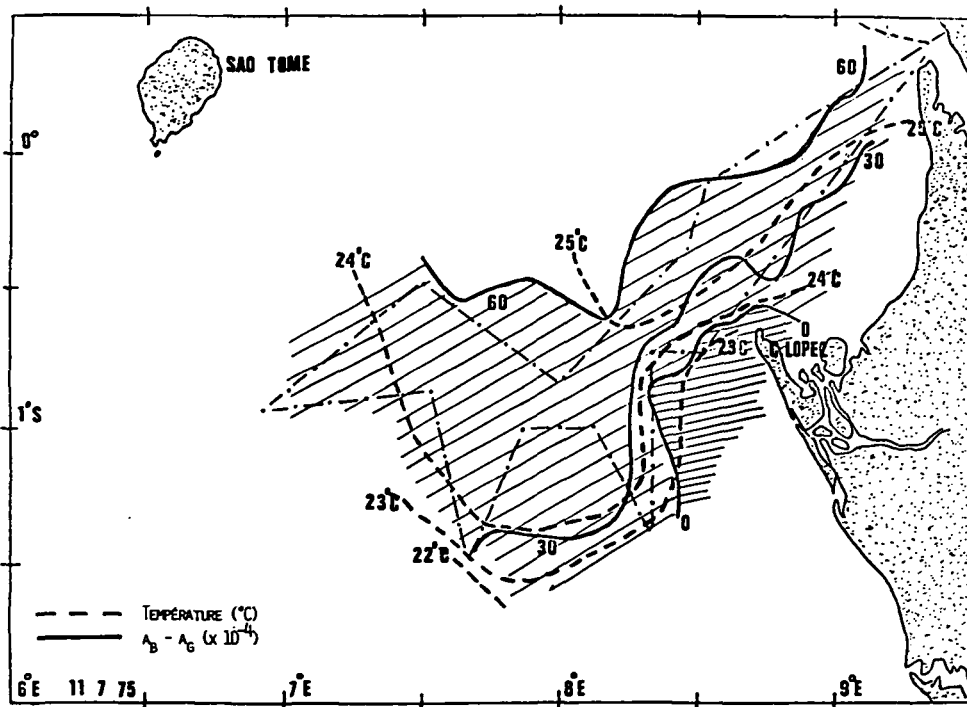 SAO TOME
60
0°
25°C
30
25°C
24°C
60
24°C
0
23°C
C LOPEZ
1°S
23°C
0
30
22°C
TEMPÉRATURE (°C)
A_B - A_G (x 10⁻⁴)
6°E 11 7 75 7°E 8°E 9°E